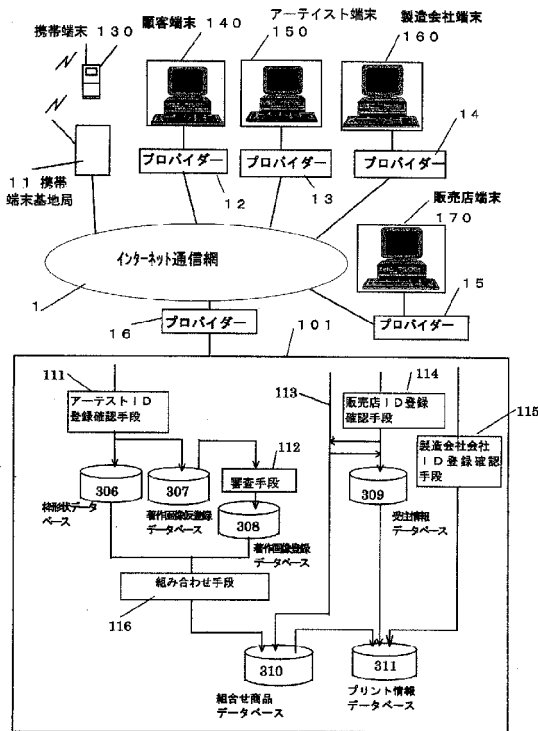 携帯端末 130
顧客端末 140
アーテイスト端末
150
製造会社端末
160
プロバイダー
12
プロバイダー
13
プロバイダー
14
11 携帯
端末基地局
販売店端末
170
インターネット通信網
1
プロバイダー
15
プロバイダー
16
101
111
アーテストID
登録確認手段
113
114
販売店ID登録
確認手段
115
製造会社会社
ID登録確認
手段
112
審査手段
306
307
308
309
枠形状データ
ベース
著作画像仮登録
データベース
著作画像登録
データベース
受注情報
データベース
組み合わせ手段
116
310
311
組合せ商品
データベース
プリント情報
データベース